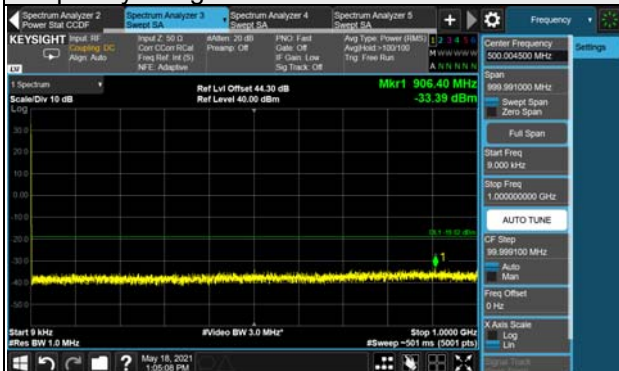 Spectrum Analyzer 2
Power Stat CCDF
Spectrum Analyzer 3
Swept SA
Spectrum Analyzer 4
Swept SA
Spectrum Analyzer 5
Swept SA
Frequency
KEYSIGHT
Input: RF
Coupling: DC
Align: Auto
Input Z: 50 Ω
Corr CCorr RCal
Freq Ref: Int (S)
NFE: Adaptive
#Atten: 20 dB
Preamp: Off
PNO: Fast
Gate: Off
IF Gain: Low
Sig Track: Off
Avg Type: Power (RMS)
Avg|Hold:>100/100
Trig: Free Run
1 2 3 4 5 6
M W W W W W
A N N N N N
1 Spectrum
Scale/Div 10 dB
Log
Ref Lvl Offset 44.30 dB
Ref Level 40.00 dBm
Mkr1 906.40 MHz
-33.39 dBm
30.0
20.0
10.0
0.00
-10.0
-20.0
-30.0
-40.0
-50.0
1
Start 9 kHz
#Res BW 1.0 MHz
#Video BW 3.0 MHz*
Stop 1.0000 GHz
#Sweep ~501 ms (5001 pts)
May 18, 2021
1:05:08 PM
Center Frequency
500.004500 MHz
Settings
Span
999.991000 MHz
Swept Span
Zero Span
Full Span
Start Freq
9.000 kHz
Stop Freq
1.000000000 GHz
AUTO TUNE
CF Step
99.999100 MHz
Auto
Man
Freq Offset
0 Hz
X Axis Scale
Log
Lin
Signal Track